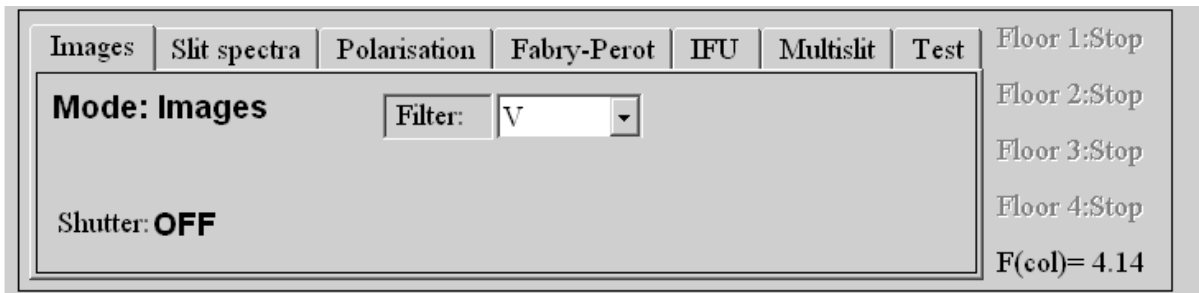 Images Slit spectra Polarisation Fabry-Perot IFU Multislit Test
Mode: Images Filter: V
Shutter: OFF
Floor 1:Stop
Floor 2:Stop
Floor 3:Stop
Floor 4:Stop
F(col)= 4.14